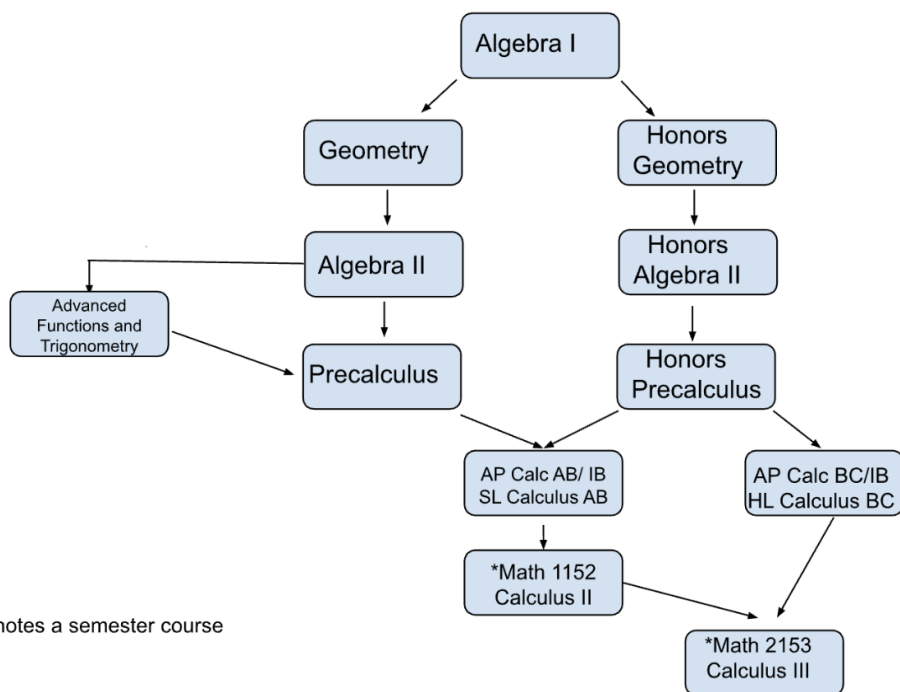 Algebra I
Geometry
Honors
Geometry
Algebra II
Honors
Algebra II
Advanced
Functions and
Trigonometry
Precalculus
Honors
Precalculus
AP Calc AB/ IB
SL Calculus AB
AP Calc BC/IB
HL Calculus BC
*Math 1152
Calculus II
notes a semester course
*Math 2153
Calculus III